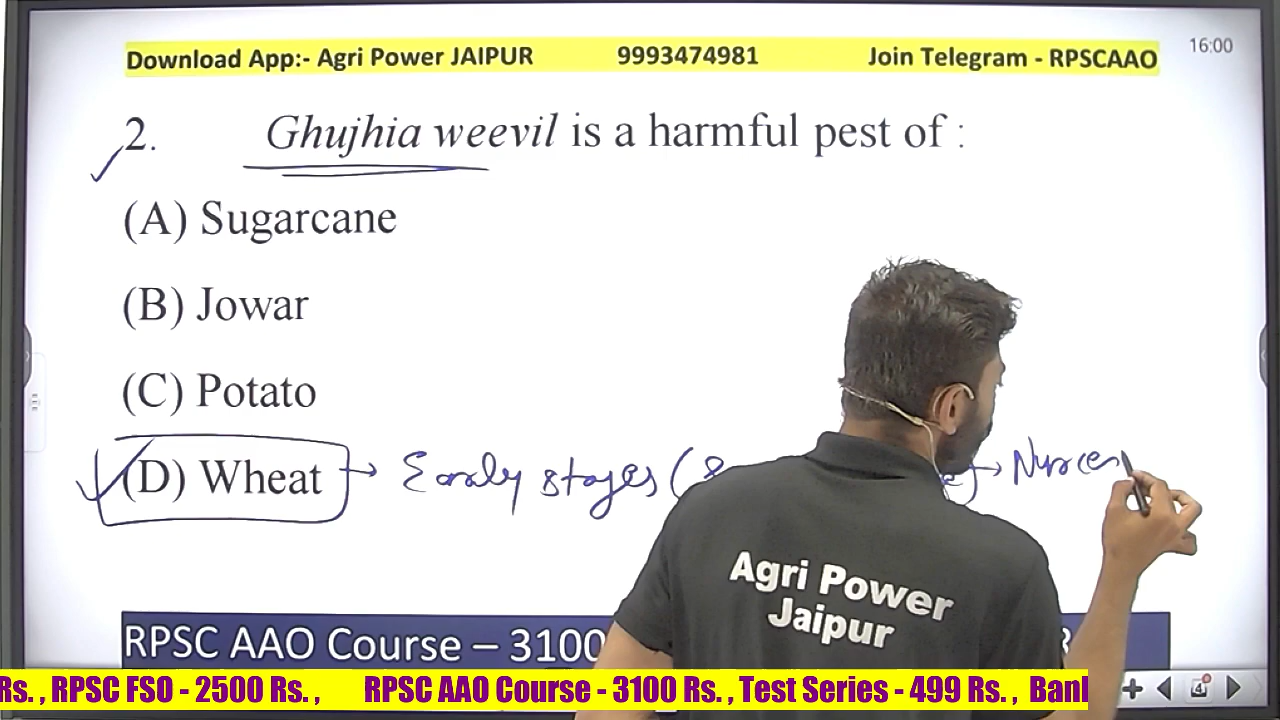 Download App:- Agri Power JAIPUR 9993474981 Join Telegram - RPSCAAO
16:00
2. Ghujhia weevil is a harmful pest of :
(A) Sugarcane
(B) Jowar
(C) Potato
(D) Wheat → Early stages (
Agri Power
Jaipur
RPSC AAO Course – 3100
Rs. , RPSC FSO - 2500 Rs. , RPSC AAO Course - 3100 Rs. , Test Series - 499 Rs. ,
4